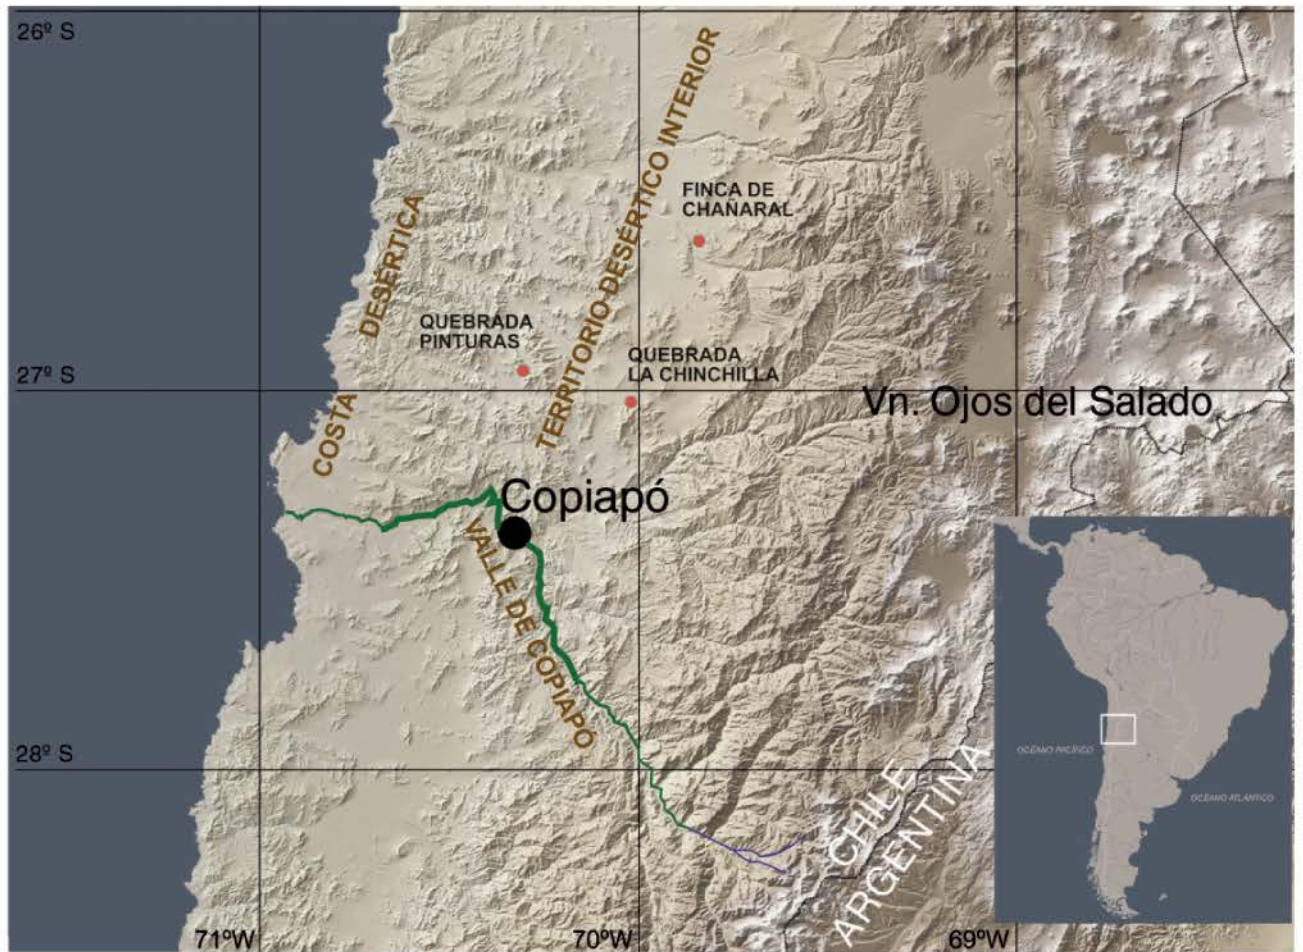 26º S
TERRITORIO DESÉRTICO INTERIOR
FINCA DE
CHAÑARAL
COSTA DESÉRTICA
QUEBRADA
PINTURAS
QUEBRADA
LA CHINCHILLA
27º S
Vn. Ojos del Salado
Copiapó
VALLE DE COPIAPÓ
28º S
CHILE
ARGENTINA
OCÉANO PACÍFICO
OCÉANO ATLÁNTICO
71ºW
70ºW
69ºW